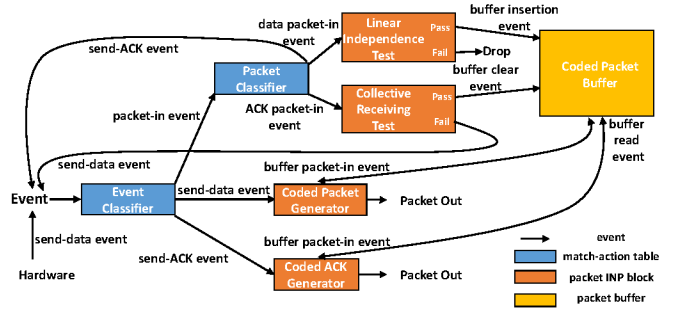 data packet-in
event
Linear
Independence
Test
Pass
Fail
buffer insertion
event
Drop
send-ACK event
Packet
Classifier
buffer clear
event
Coded Packet
Buffer
packet-in event
ACK packet-in
event
Collective
Receiving
Test
Pass
Fail
buffer
read
event
send-data event
buffer packet-in event
Event
Event
Classifier
send-data event
Coded Packet
Generator
Packet Out
send-data event
buffer packet-in event
event
Hardware
send-ACK event
Coded ACK
Generator
Packet Out
match-action table
packet INP block
packet buffer